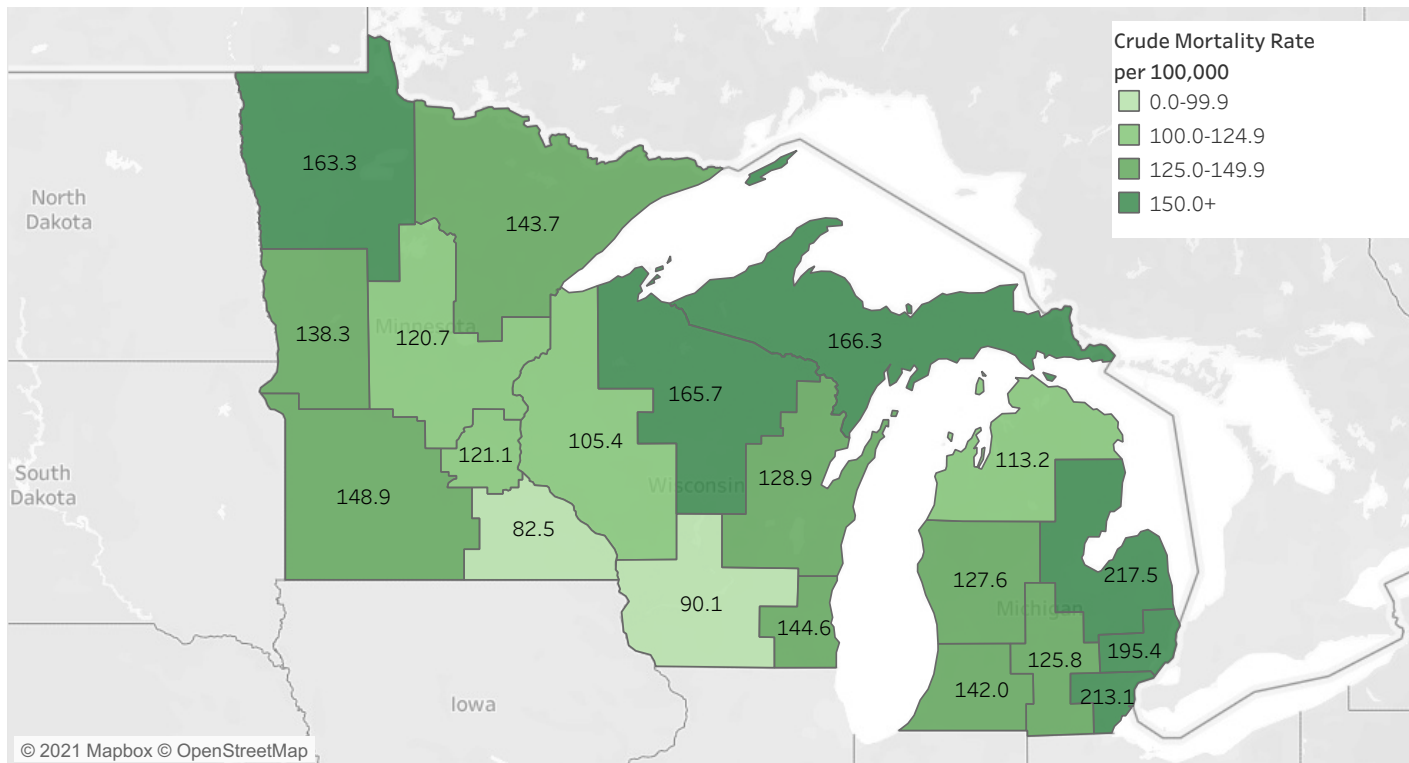 Crude Mortality Rate
per 100,000
0.0-99.9
100.0-124.9
125.0-149.9
150.0+
163.3
North
Dakota
143.7
138.3
Minnesota
120.7
166.3
165.7
105.4
121.1
113.2
South
Dakota
Wisconsin
128.9
148.9
82.5
217.5
127.6
90.1
Michigan
144.6
195.4
125.8
142.0
213.1
Iowa
© 2021 Mapbox © OpenStreetMap